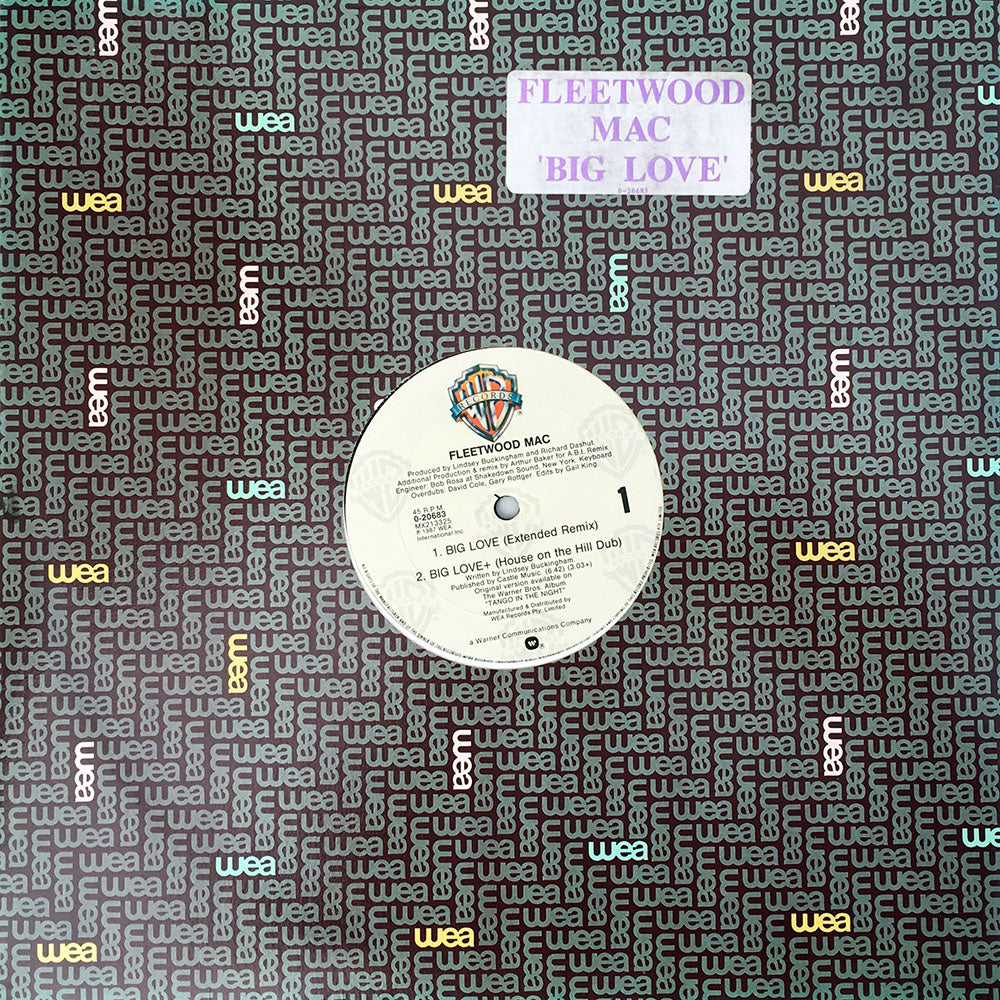 FLEETWOOD
MAC
'BIG LOVE'
0-20683
wea
RECORDS
FLEETWOOD MAC
Produced by Lindsey Buckingham and Richard Dashut.
Additional Production & remix by Arthur Baker for A.B.I. Remix
Engineer: Bob Rosa at Shakedown Sound, New York. Keyboard
Overdubs: David Cole, Gary Rottger. Edits by Gail King.
45 R.P.M.
0-20683
MX213325
℗ 1987 WEA
International Inc.
1
1. BIG LOVE (Extended Remix)
2. BIG LOVE+ (House on the Hill Dub)
Written by Lindsey Buckingham
Published by Castle Music. (6.42) (3.03+)
Original version available on
The Warner Bros. Album
"TANGO IN THE NIGHT"
Manufactured & Distributed by
WEA Records Pty. Limited
a Warner Communications Company